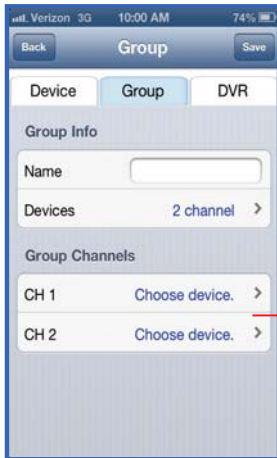 Verizon 3G 10:00 AM 74%
Back Group Save
Device Group DVR
Group Info
Name
Devices 2 channel >
Group Channels
CH 1 Choose device. >
CH 2 Choose device. >